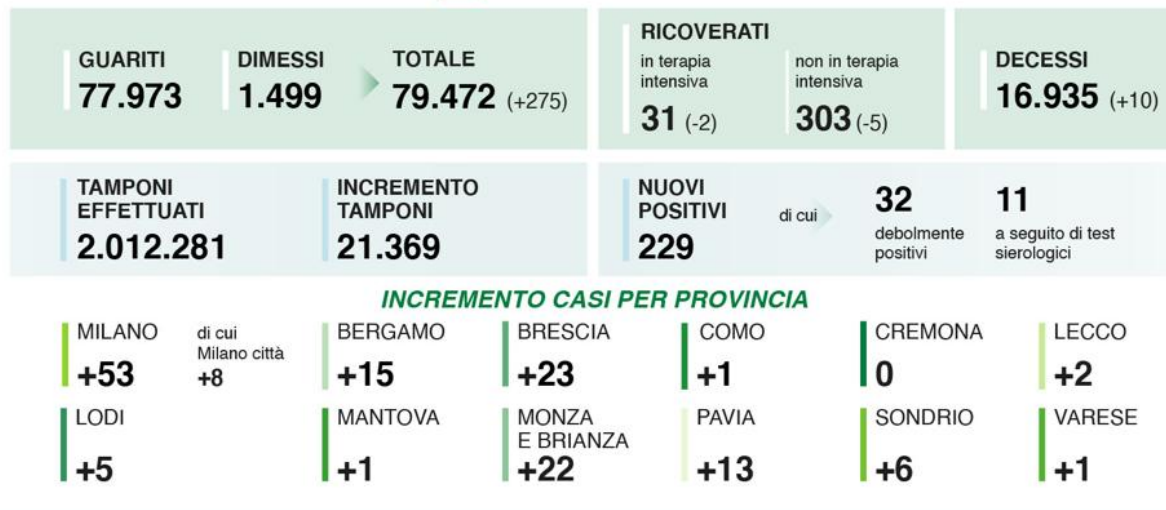 GUARITI
77.973
DIMESSI
1.499
TOTALE
79.472 (+275)
RICOVERATI
in terapia
intensiva
31 (-2)
non in terapia
intensiva
303 (-5)
DECESSI
16.935 (+10)
TAMPONI
EFFETTUATI
2.012.281
INCREMENTO
TAMPONI
21.369
NUOVI
POSITIVI
229
di cui
32
debolmente
positivi
11
a seguito di test
sierologici
INCREMENTO CASI PER PROVINCIA
MILANO
+53
di cui
Milano città
+8
BERGAMO
+15
BRESCIA
+23
COMO
+1
CREMONA
0
LECCO
+2
LODI
+5
MANTOVA
+1
MONZA
E BRIANZA
+22
PAVIA
+13
SONDRIO
+6
VARESE
+1